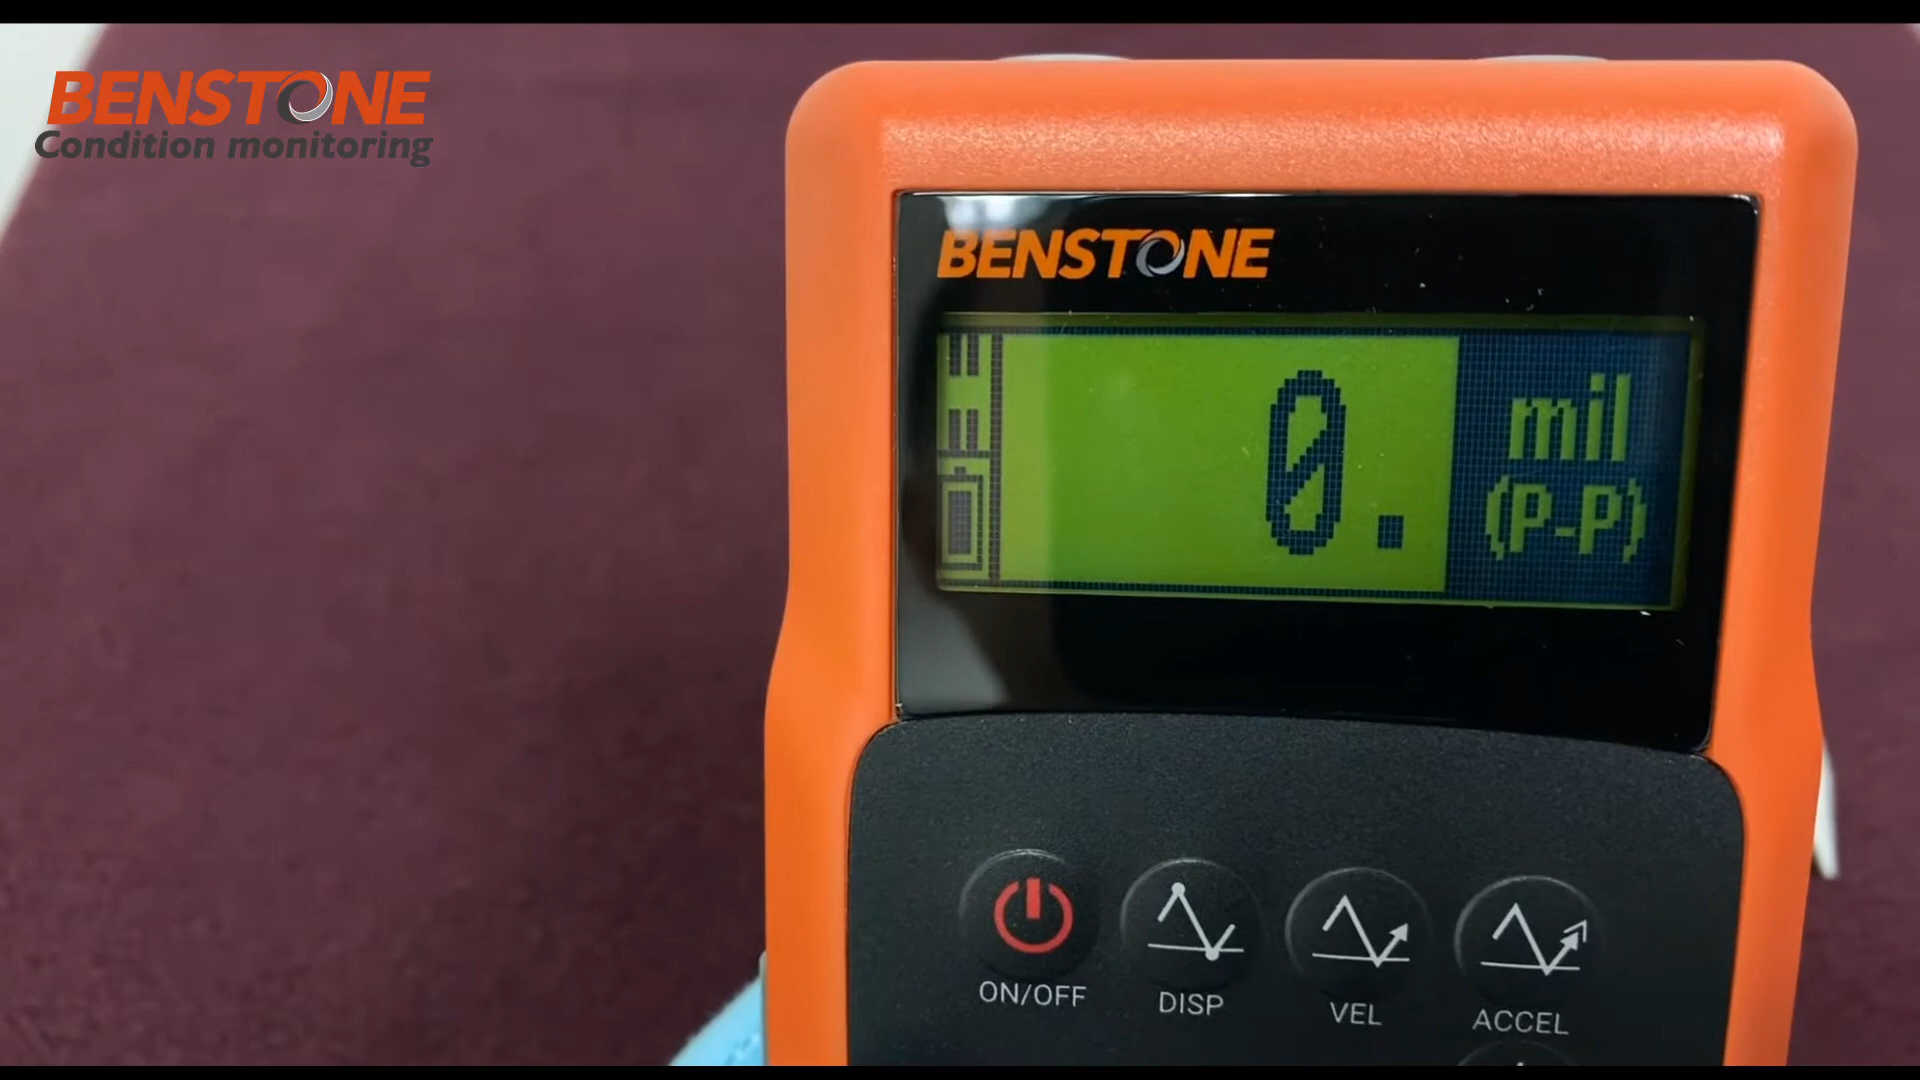 BENSTONE
Condition monitoring
BENSTONE
0.
mil
(P-P)
ON/OFF
DISP
VEL
ACCEL